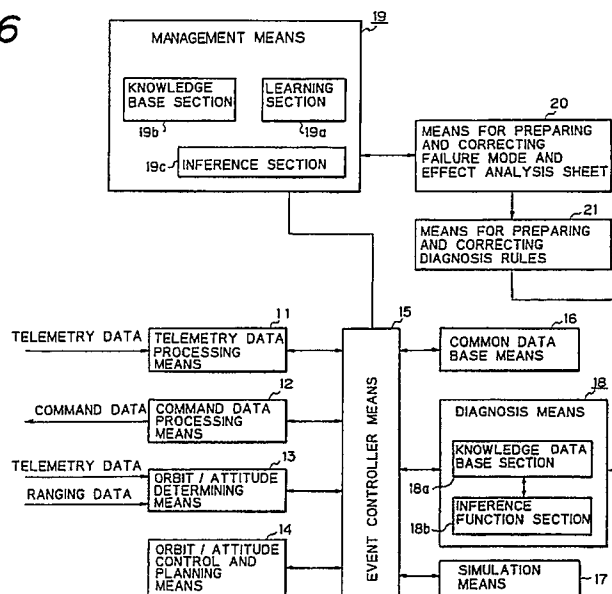 6
19
MANAGEMENT MEANS
KNOWLEDGE
BASE SECTION
19b
LEARNING
SECTION
19a
19c
INFERENCE SECTION
20
MEANS FOR PREPARING
AND CORRECTING
FAILURE MODE AND
EFFECT ANALYSIS SHEET
21
MEANS FOR PREPARING
AND CORRECTING
DIAGNOSIS RULES
TELEMETRY DATA
11
TELEMETRY DATA
PROCESSING
MEANS
COMMAND DATA
12
COMMAND DATA
PROCESSING
MEANS
TELEMETRY DATA
RANGING DATA
13
ORBIT / ATTITUDE
DETERMINING
MEANS
14
ORBIT / ATTITUDE
CONTROL AND
PLANNING
MEANS
15
EVENT CONTROLLER MEANS
16
COMMON DATA
BASE MEANS
18
DIAGNOSIS MEANS
KNOWLEDGE DATA
BASE SECTION
18a
INFERENCE
FUNCTION SECTION
18b
SIMULATION
MEANS
17